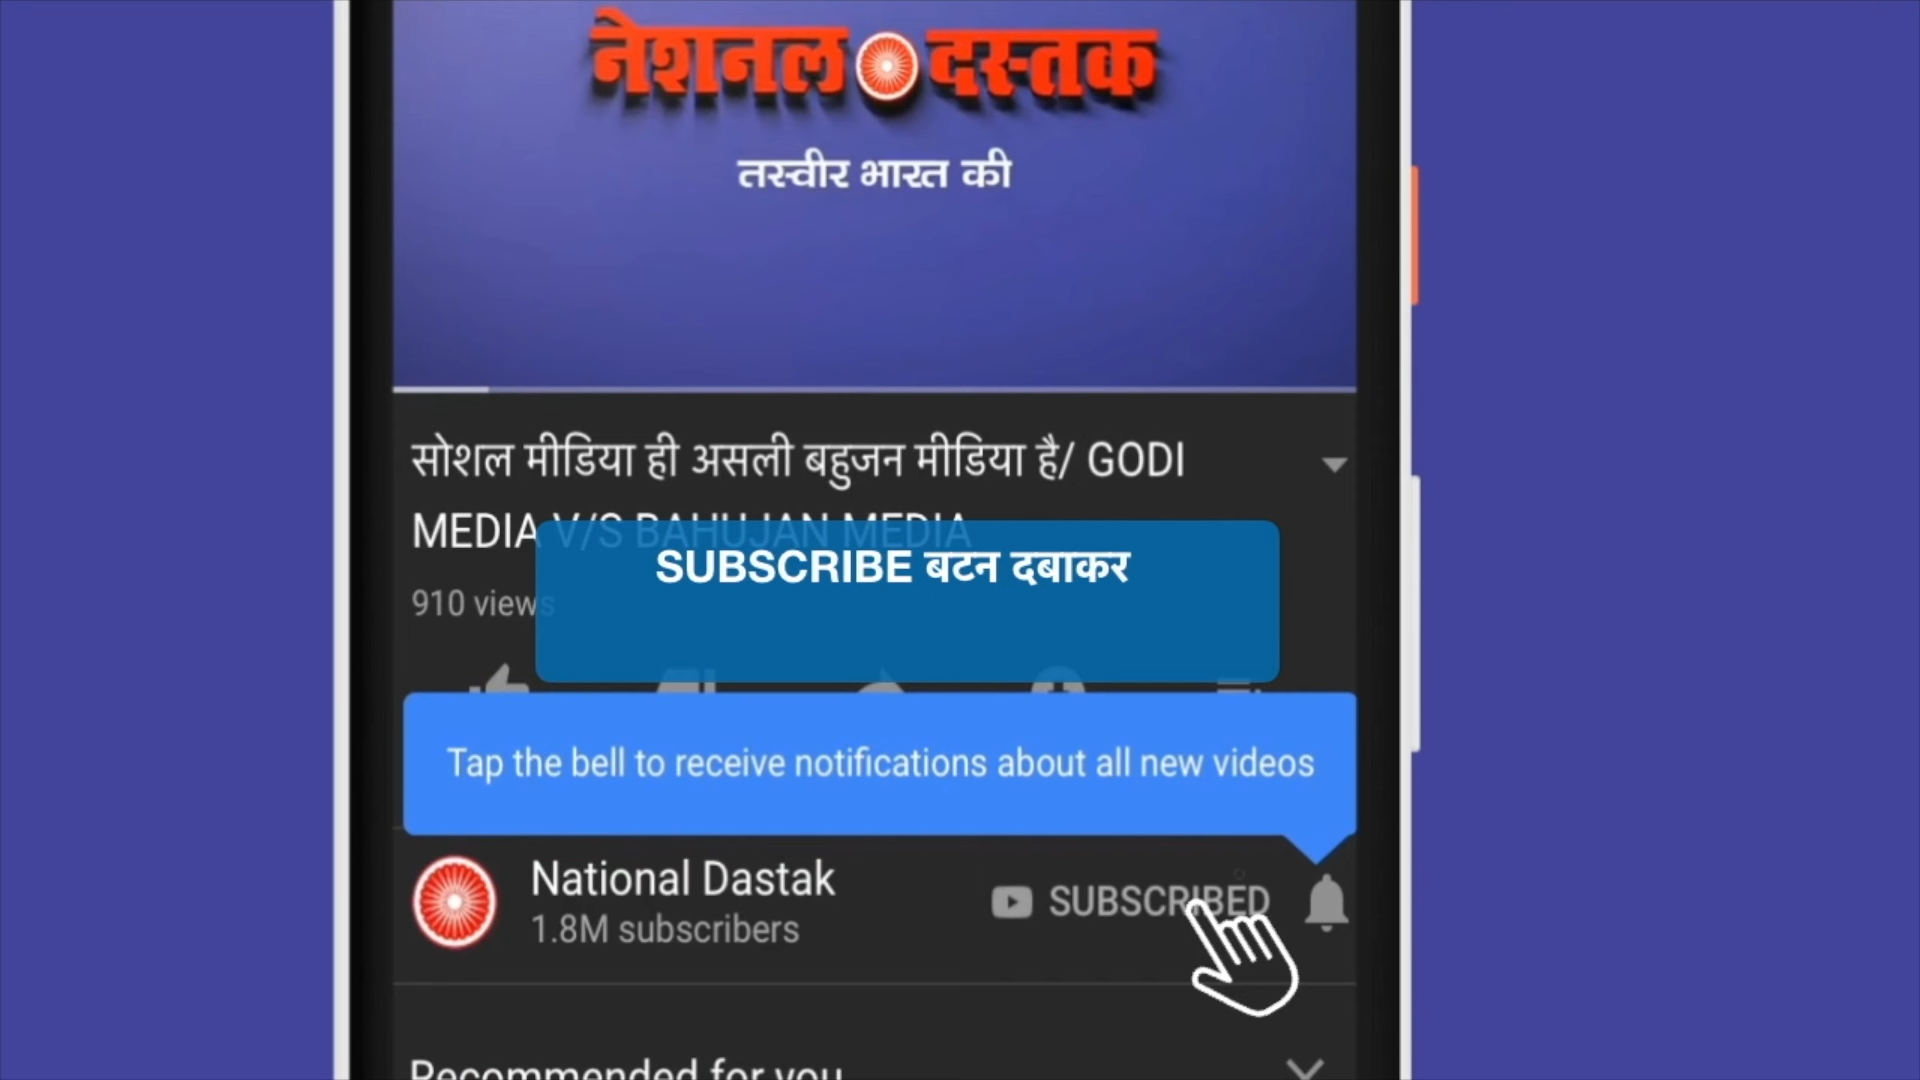 नेशनल दस्तक
तस्वीर भारत की
सोशल मीडिया ही असली बहुजन मीडिया है/ GODI
MEDIA V/S BAHUJAN MEDIA
SUBSCRIBE बटन दबाकर
910 views
Tap the bell to receive notifications about all new videos
National Dastak
SUBSCRIBED
1.8M subscribers
Recommended for you